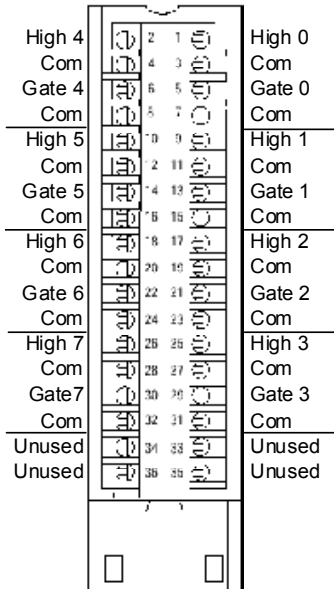 High 4 2 1 High 0
Com 4 3 Com
Gate 4 6 5 Gate 0
Com 8 7 Com
High 5 10 9 High 1
Com 12 11 Com
Gate 5 14 13 Gate 1
Com 16 15 Com
High 6 18 17 High 2
Com 20 19 Com
Gate 6 22 21 Gate 2
Com 24 23 Com
High 7 26 25 High 3
Com 28 27 Com
Gate7 30 29 Gate 3
Com 32 31 Com
Unused 34 33 Unused
Unused 36 35 Unused